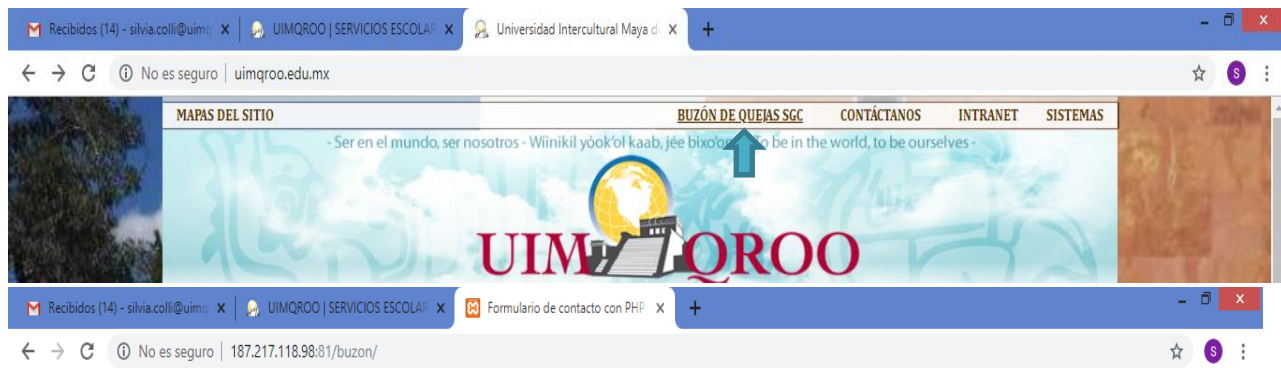 Recibidos (14) - silvia.colli@uimq
UIMQROO | SERVICIOS ESCOLAR
Universidad Intercultural Maya d
No es seguro | uimqroo.edu.mx
S
MAPAS DEL SITIO BUZÓN DE QUEJAS SGC CONTÁCTANOS INTRANET SISTEMAS
- Ser en el mundo, ser nosotros - Wiinikil yóok'ol kaab, jée bixo'on To be in the world, to be ourselves -
UIM QROO
Recibidos (14) - silvia.colli@uimq
UIMQROO | SERVICIOS ESCOLAR
Formulario de contacto con PHP
No es seguro | 187.217.118.98:81/buzon/
S